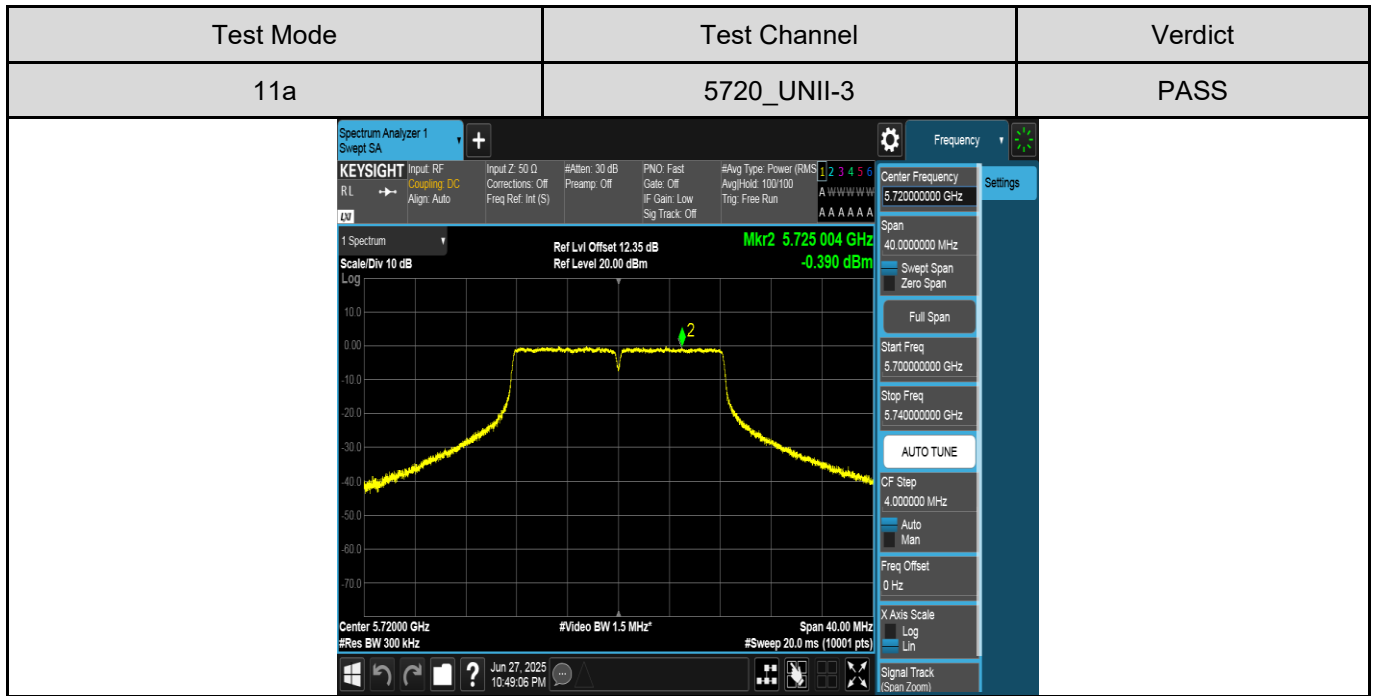 Test Mode Test Channel Verdict
11a 5720_UNII-3 PASS
Spectrum Analyzer 1
Swept SA
+
Frequency
KEYSIGHT
RL
LXI
Input: RF
Coupling: DC
Align: Auto
Input Z: 50 Ω
Corrections: Off
Freq Ref: Int (S)
#Atten: 30 dB
Preamp: Off
PNO: Fast
Gate: Off
IF Gain: Low
Sig Track: Off
#Avg Type: Power (RMS
Avg|Hold: 100/100
Trig: Free Run
1 2 3 4 5 6
A W W W W W
A A A A A A
1 Spectrum
Scale/Div 10 dB
Ref Lvl Offset 12.35 dB
Ref Level 20.00 dBm
Mkr2 5.725 004 GHz
-0.390 dBm
Log
10.0
0.00
-10.0
-20.0
-30.0
-40.0
-50.0
-60.0
-70.0
2
Center 5.72000 GHz
#Res BW 300 kHz
#Video BW 1.5 MHz*
Span 40.00 MHz
#Sweep 20.0 ms (10001 pts)
Center Frequency
5.720000000 GHz
Settings
Span
40.0000000 MHz
Swept Span
Zero Span
Full Span
Start Freq
5.700000000 GHz
Stop Freq
5.740000000 GHz
AUTO TUNE
CF Step
4.000000 MHz
Auto
Man
Freq Offset
0 Hz
X Axis Scale
Log
Lin
Signal Track
(Span Zoom)
?
Jun 27, 2025
10:49:06 PM